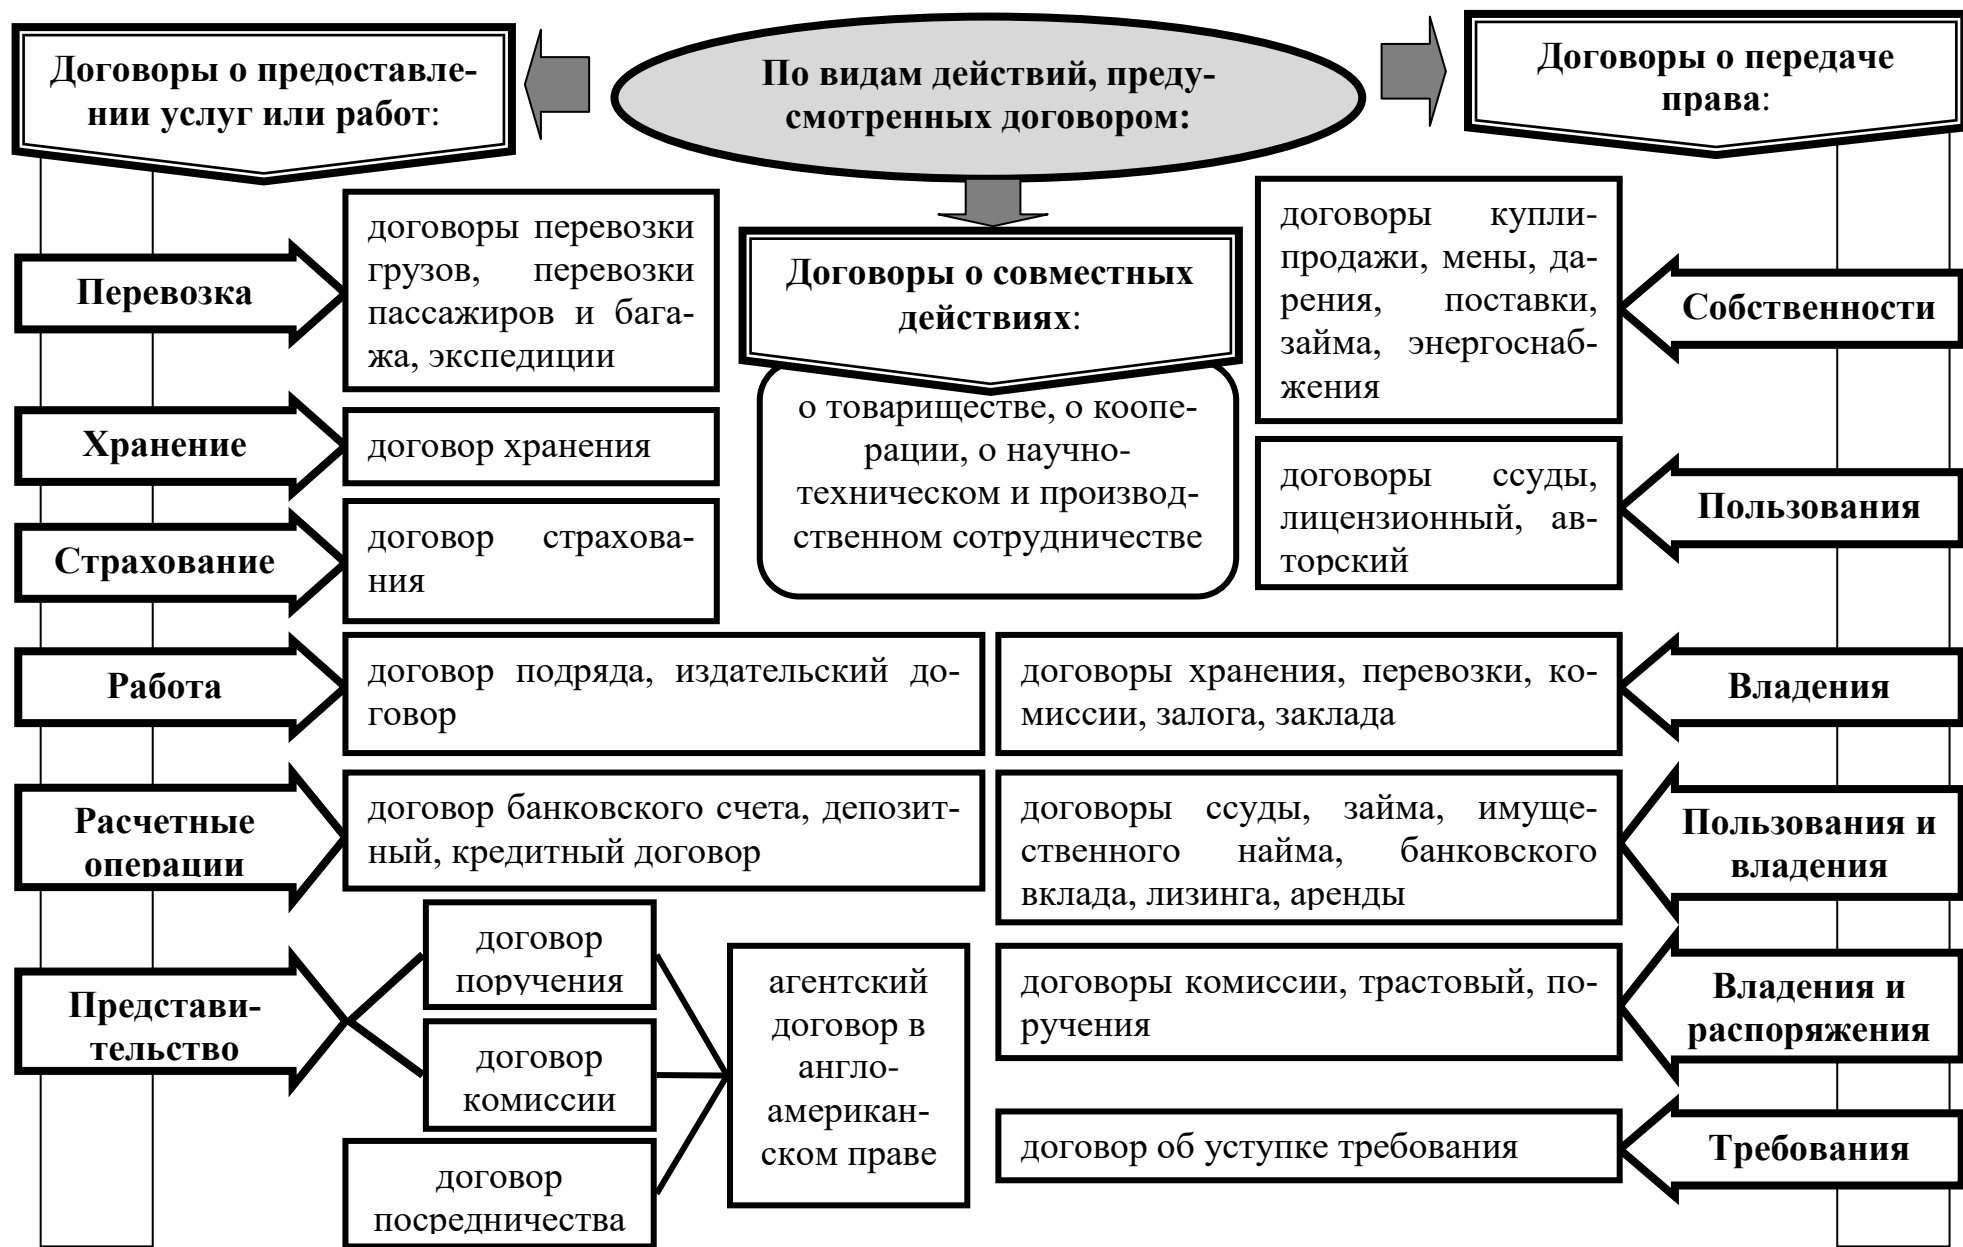 По видам действий, преду-
смотренных договором:
Договоры о предоставле-
нии услуг или работ:
Перевозка
договоры перевозки
грузов, перевозки
пассажиров и бага-
жа, экспедиции
Хранение
договор хранения
Страхование
договор страхова-
ния
Работа
договор подряда, издательский до-
говор
Расчетные
операции
договор банковского счета, депозит-
ный, кредитный договор
Представи-
тельство
договор
поручения
договор
комиссии
договор
посредничества
агентский
договор в
англо-
американ-
ском праве
Договоры о совместных
действиях:
о товариществе, о коопе-
рации, о научно-
техническом и производ-
ственном сотрудничестве
Договоры о передаче
права:
договоры купли-
продажи, мены, да-
рения, поставки,
займа, энергоснаб-
жения
Собственности
договоры ссуды,
лицензионный, ав-
торский
Пользования
договоры хранения, перевозки, ко-
миссии, залога, заклада
Владения
договоры ссуды, займа, имуще-
ственного найма, банковского
вклада, лизинга, аренды
Пользования и
владения
договоры комиссии, трастовый, по-
ручения
Владения и
распоряжения
договор об уступке требования
Требования